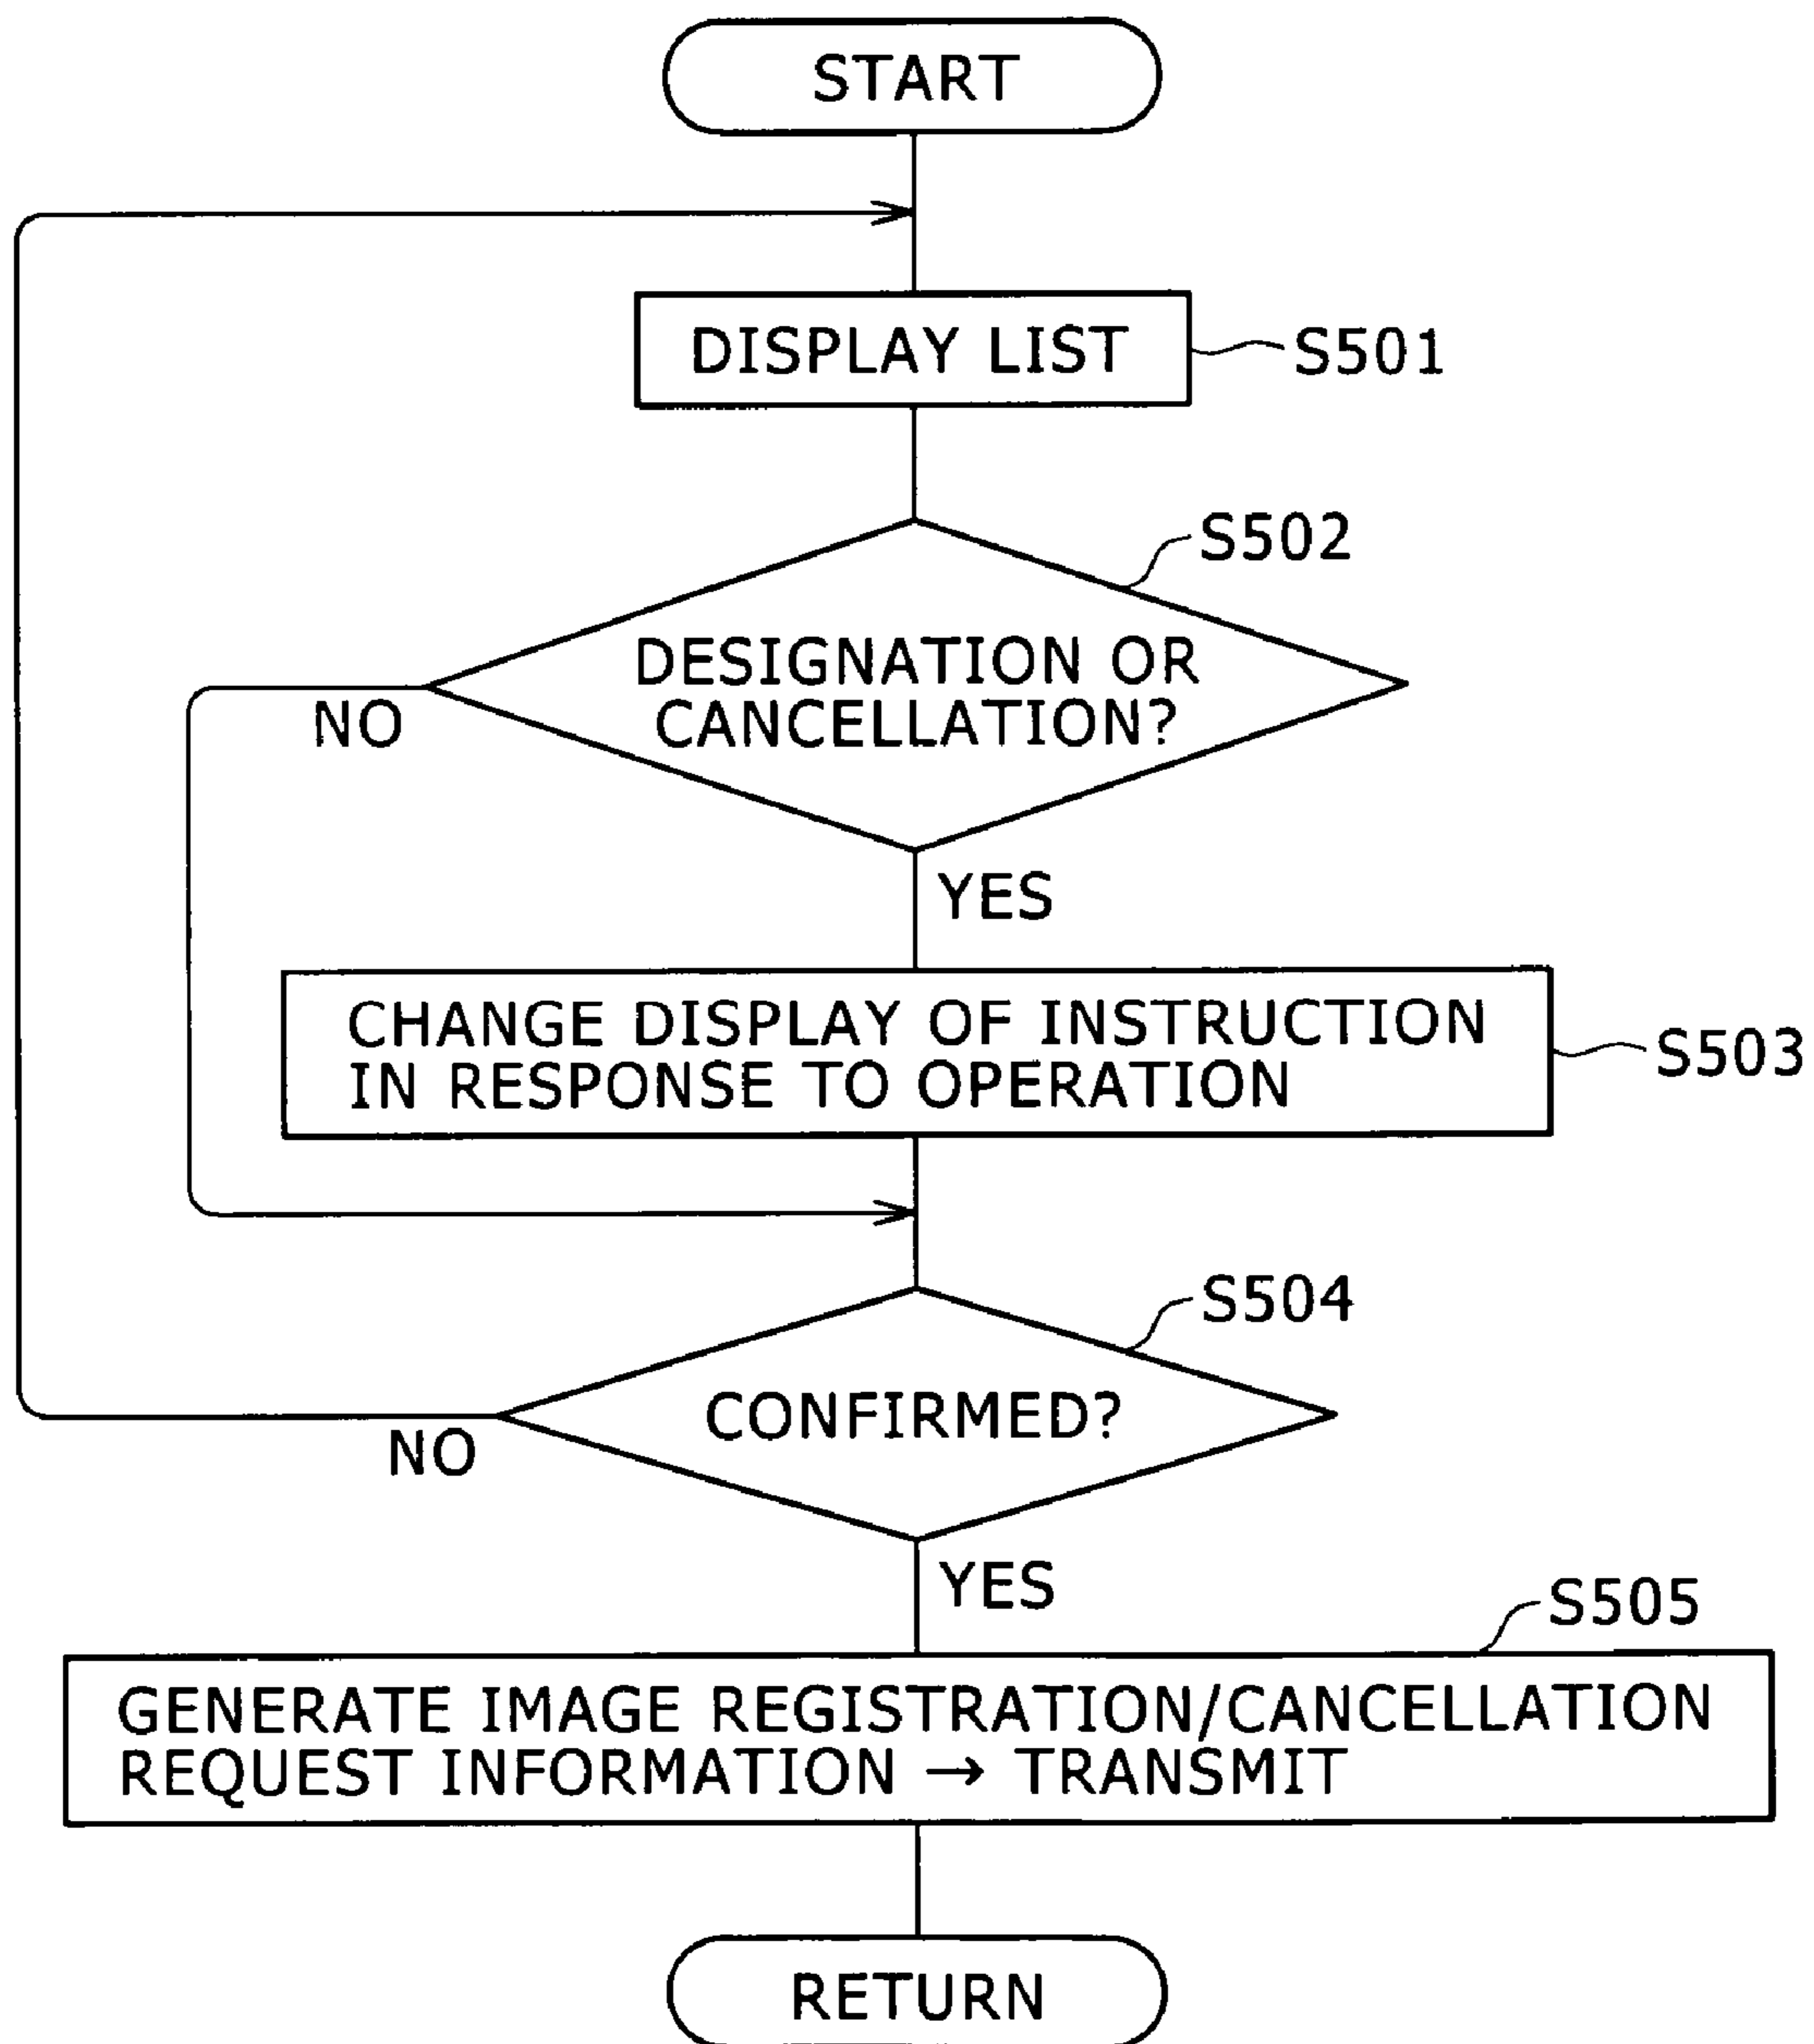 START
DISPLAY LIST
S501
S502
DESIGNATION OR
CANCELLATION?
NO
YES
CHANGE DISPLAY OF INSTRUCTION
IN RESPONSE TO OPERATION
S503
S504
CONFIRMED?
NO
YES
S505
GENERATE IMAGE REGISTRATION/CANCELLATION
REQUEST INFORMATION → TRANSMIT
RETURN